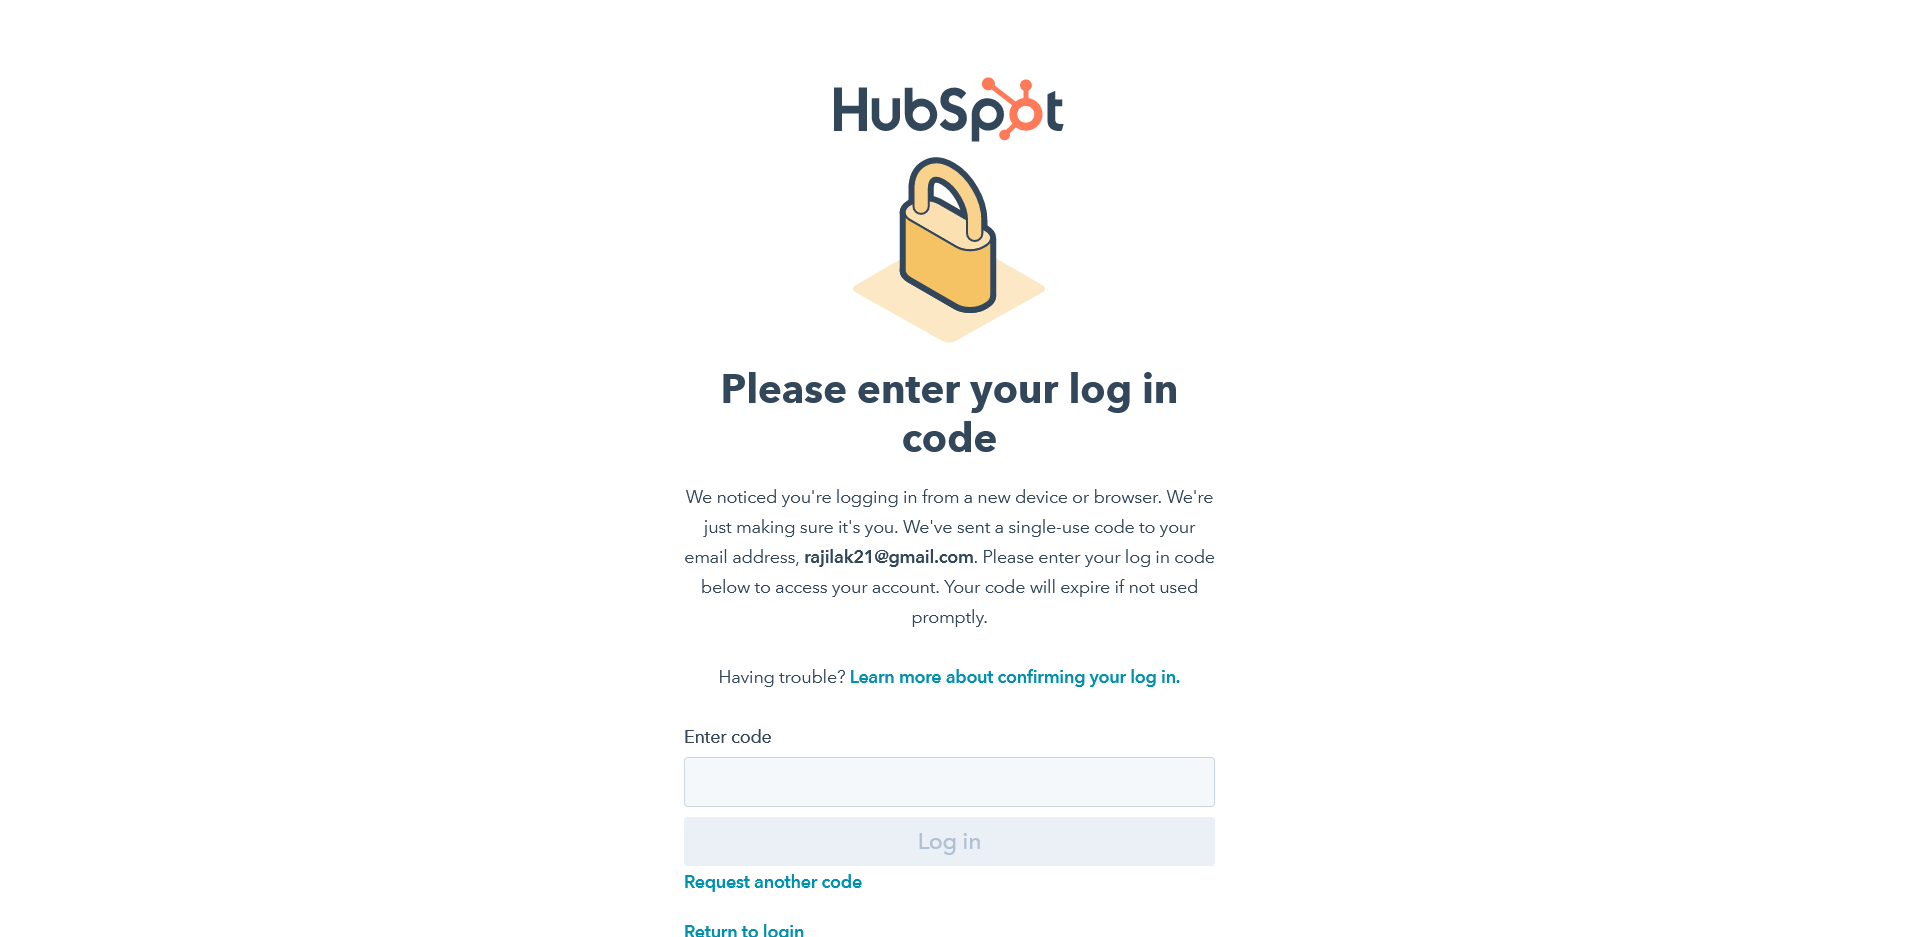 HubSpot
Please enter your log in
code
We noticed you're logging in from a new device or browser. We're
just making sure it's you. We've sent a single-use code to your
email address, rajilak21@gmail.com. Please enter your log in code
below to access your account. Your code will expire if not used
promptly.
Having trouble? Learn more about confirming your log in.
Enter code
Log in
Request another code
Return to login